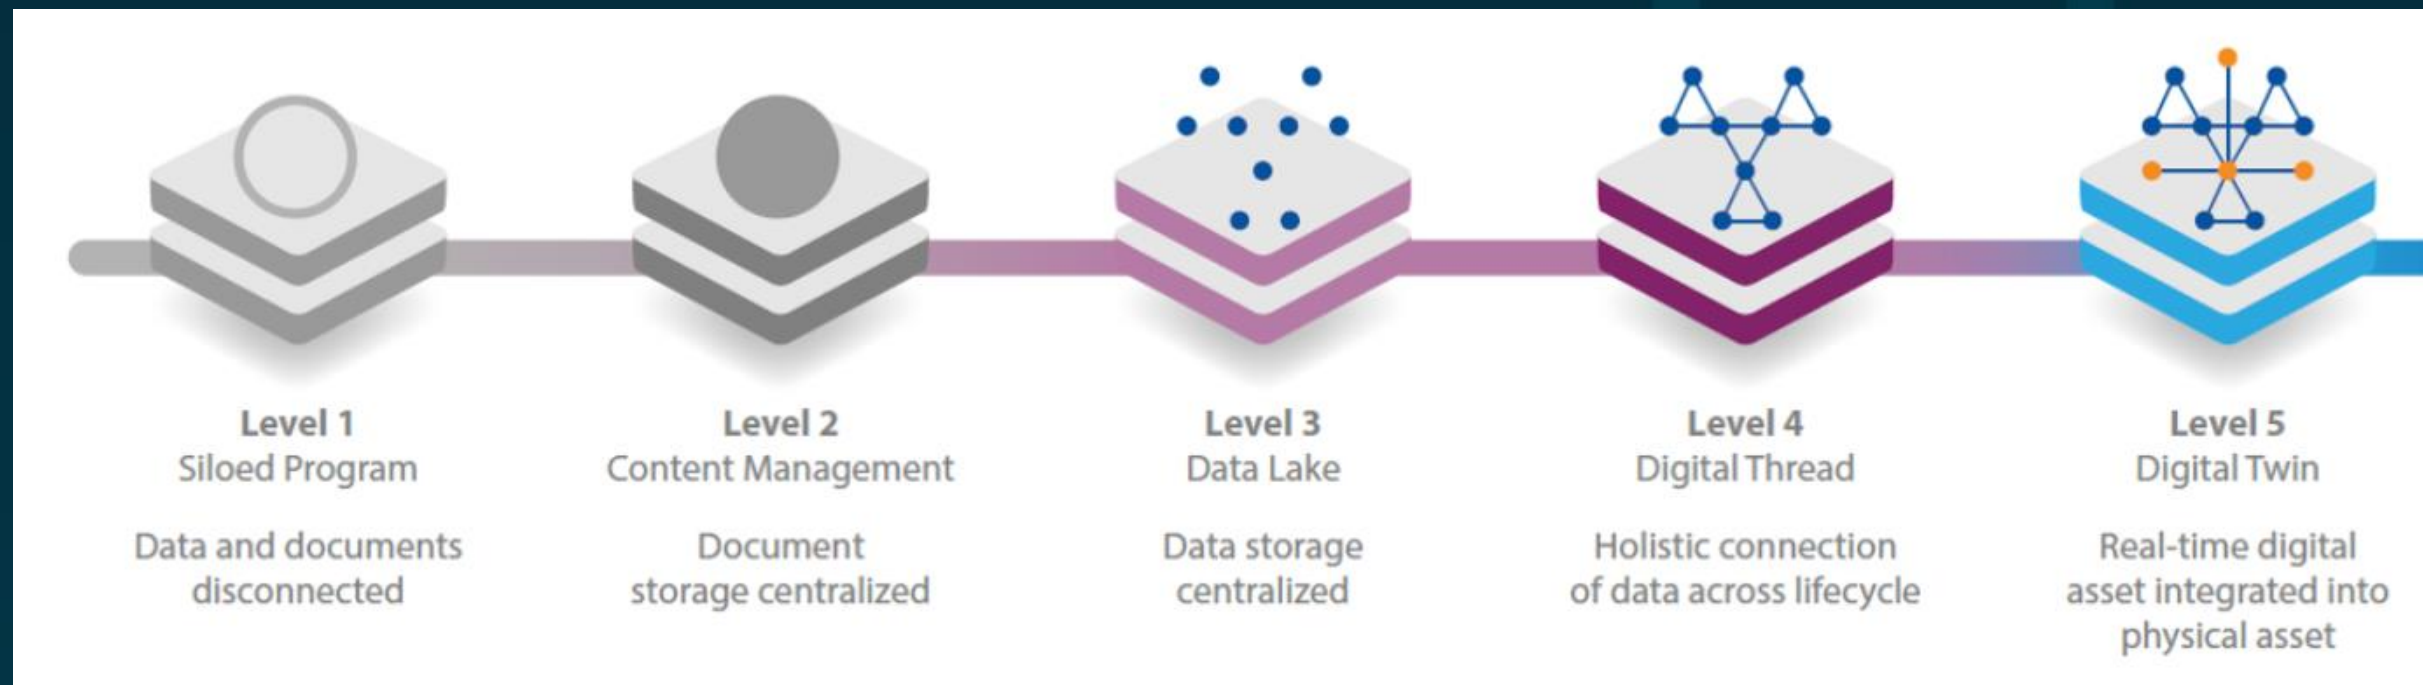 Level 1
Siloed Program
Data and documents
disconnected
Level 2
Content Management
Document
storage centralized
Level 3
Data Lake
Data storage
centralized
Level 4
Digital Thread
Holistic connection
of data across lifecycle
Level 5
Digital Twin
Real-time digital
asset integrated into
physical asset